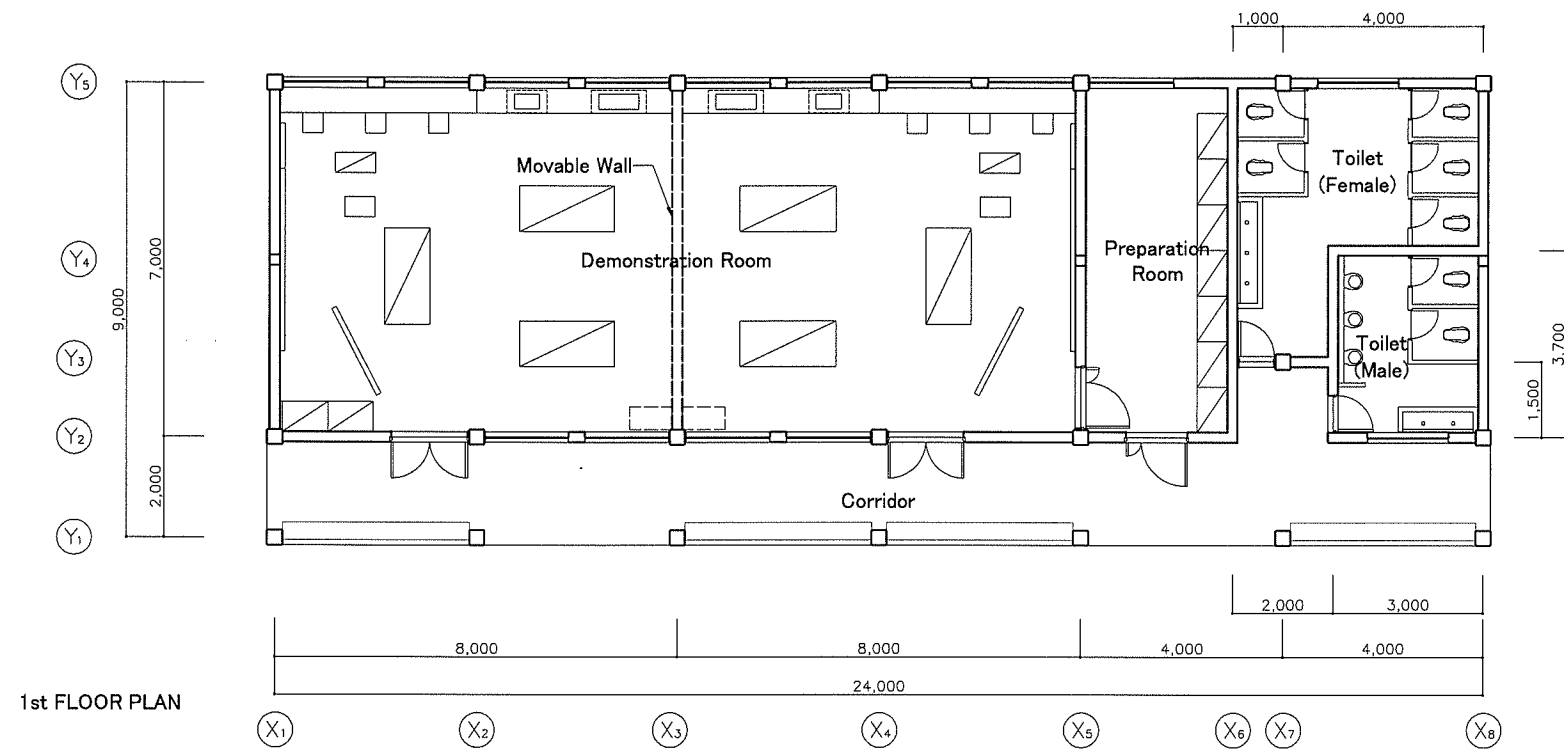 1,000
4,000
Y5
Y4
Y3
Y2
Y1
9,000
7,000
2,000
Movable Wall
Demonstration Room
Preparation
Room
Toilet
(Female)
Toilet
(Male)
3.700
1,500
Corridor
2,000
3,000
8,000
8,000
4,000
4,000
24,000
1st FLOOR PLAN
X1
X2
X3
X4
X5
X6
X7
X8